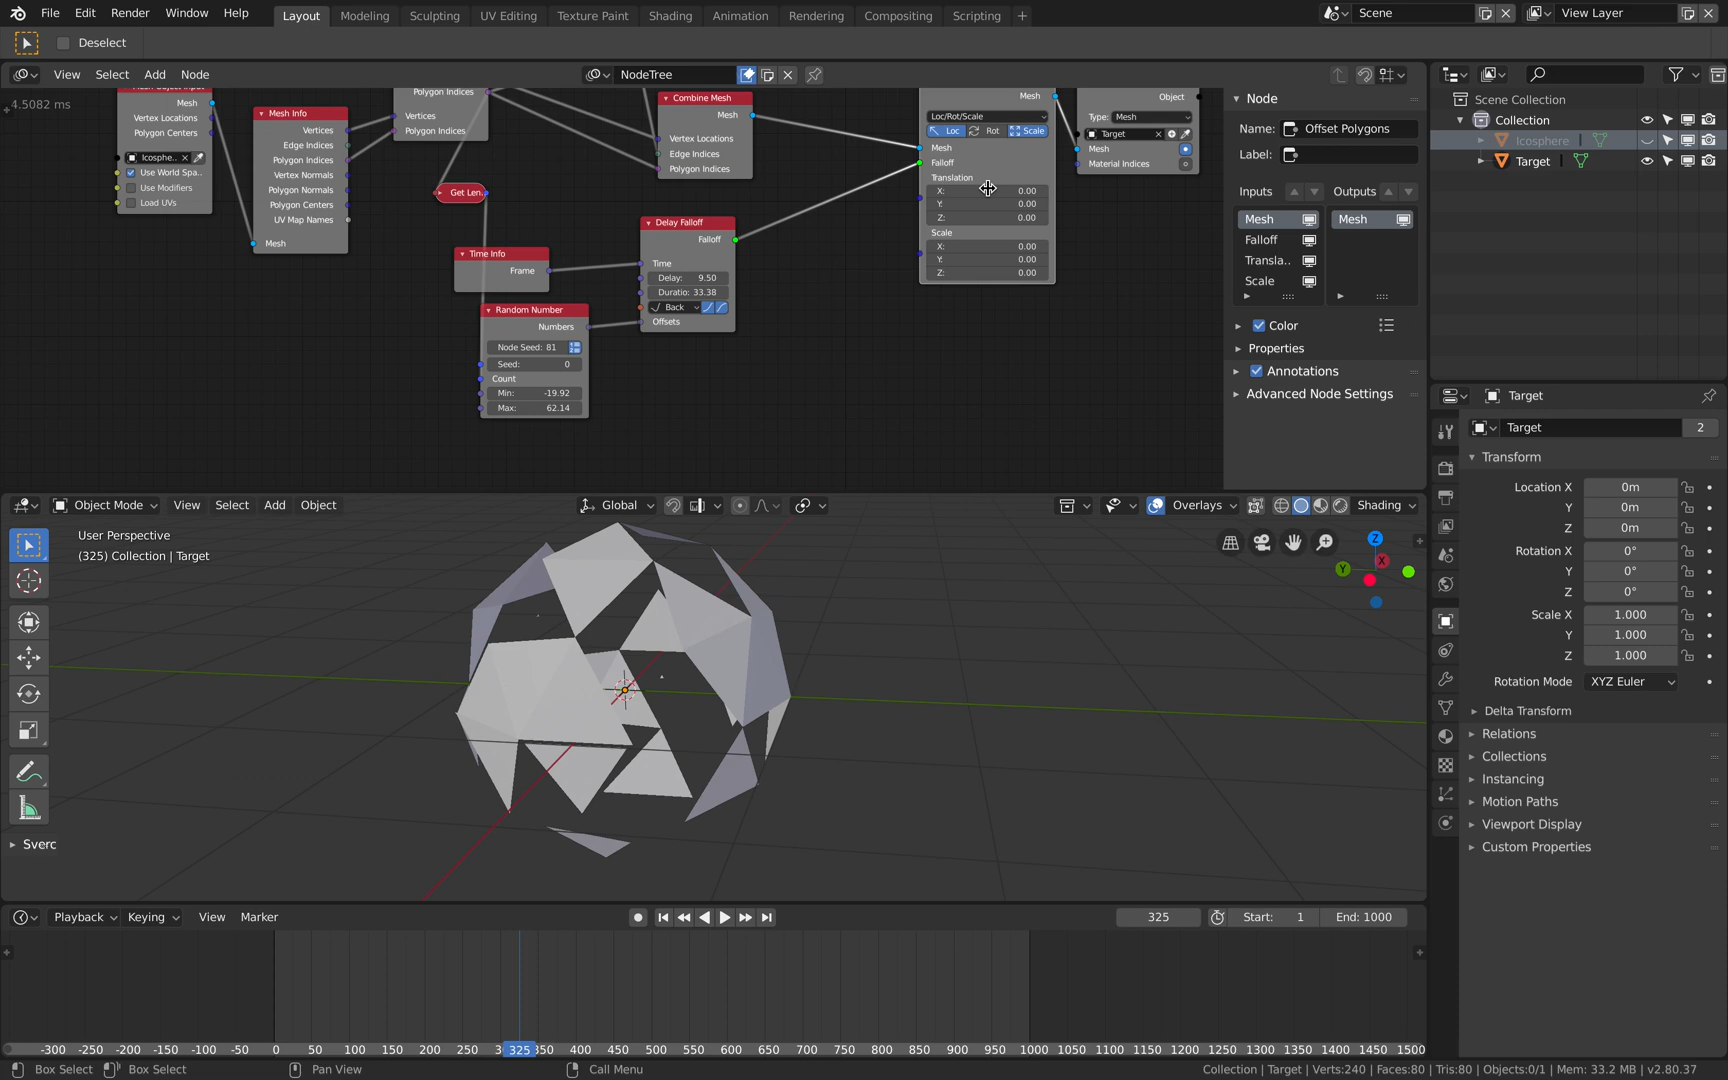 File Edit Render Window Help Layout Modeling Sculpting UV Editing Texture Paint Shading Animation Rendering Compositing Scripting + Scene View Layer
Deselect
View Select Add Node NodeTree
4.5082 ms
Mesh
Vertex Locations
Polygon Centers
Icosphe..
Use World Spa..
Use Modifiers
Load UVs
Mesh Info
Vertices
Edge Indices
Polygon Indices
Vertex Normals
Polygon Normals
Polygon Centers
UV Map Names
Mesh
Polygon Indices
Vertices
Polygon Indices
Get Len..
Time Info
Frame
Random Number
Numbers
Node Seed: 81
Seed: 0
Count
Min: -19.92
Max: 62.14
Combine Mesh
Mesh
Vertex Locations
Edge Indices
Polygon Indices
Delay Falloff
Falloff
Time
Delay: 9.50
Duratio: 33.38
Back
Offsets
Mesh
Loc/Rot/Scale
Loc Rot Scale
Mesh
Falloff
Translation
X: 0.00
Y: 0.00
Z: 0.00
Scale
X: 0.00
Y: 0.00
Z: 0.00
Object
Type: Mesh
Target
Mesh
Material Indices
Node
Name: Offset Polygons
Label:
Inputs Outputs
Mesh Mesh
Falloff
Transla..
Scale
Color
Properties
Annotations
Advanced Node Settings
Scene Collection
Collection
Icosphere
Target
Target
Target 2
Transform
Location X 0m
Y 0m
Z 0m
Rotation X 0°
Y 0°
Z 0°
Scale X 1.000
Y 1.000
Z 1.000
Rotation Mode XYZ Euler
Delta Transform
Relations
Collections
Instancing
Motion Paths
Viewport Display
Custom Properties
Object Mode View Select Add Object Global Overlays Shading
User Perspective
(325) Collection | Target
Z
X
Y
Sverc
Playback Keying View Marker 325 Start: 1 End: 1000
-300 -250 -200 -150 -100 -50 0 50 100 150 200 250 3 325 350 400 450 500 550 600 650 700 750 800 850 900 950 1000 1050 1100 1150 1200 1250 1300 1350 1400 1450 1500
Box Select Box Select Pan View Call Menu Collection | Target | Verts:240 | Faces:80 | Tris:80 | Objects:0/1 | Mem: 33.2 MB | v2.80.37